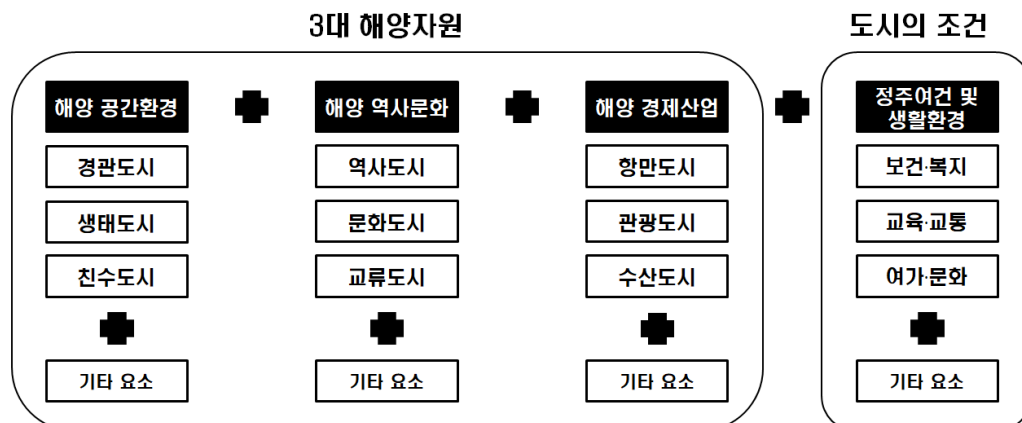 3대 해양자원
도시의 조건
해양 공간환경
해양 역사문화
해양 경제산업
정주여건 및
생활환경
경관도시
역사도시
항만도시
보건·복지
생태도시
문화도시
관광도시
교육·교통
친수도시
교류도시
수산도시
여가·문화
기타 요소
기타 요소
기타 요소
기타 요소